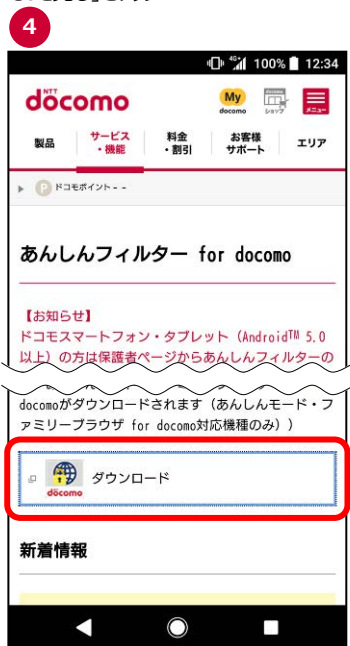 4
4G 100% 12:34
NTT
döcomo
My
docomo
docomo
ショップ
メニュー
製品
サービス
・機能
料金
・割引
お客様
サポート
エリア
P ドコモポイント - -
あんしんフィルター for docomo
【お知らせ】
ドコモスマートフォン・タブレット（Android™ 5.0
以上）の方は保護者ページからあんしんフィルターの
docomoがダウンロードされます（あんしんモード・フ
ァミリーブラウザ for docomo対応機種のみ））
döcomo
ダウンロード
新着情報